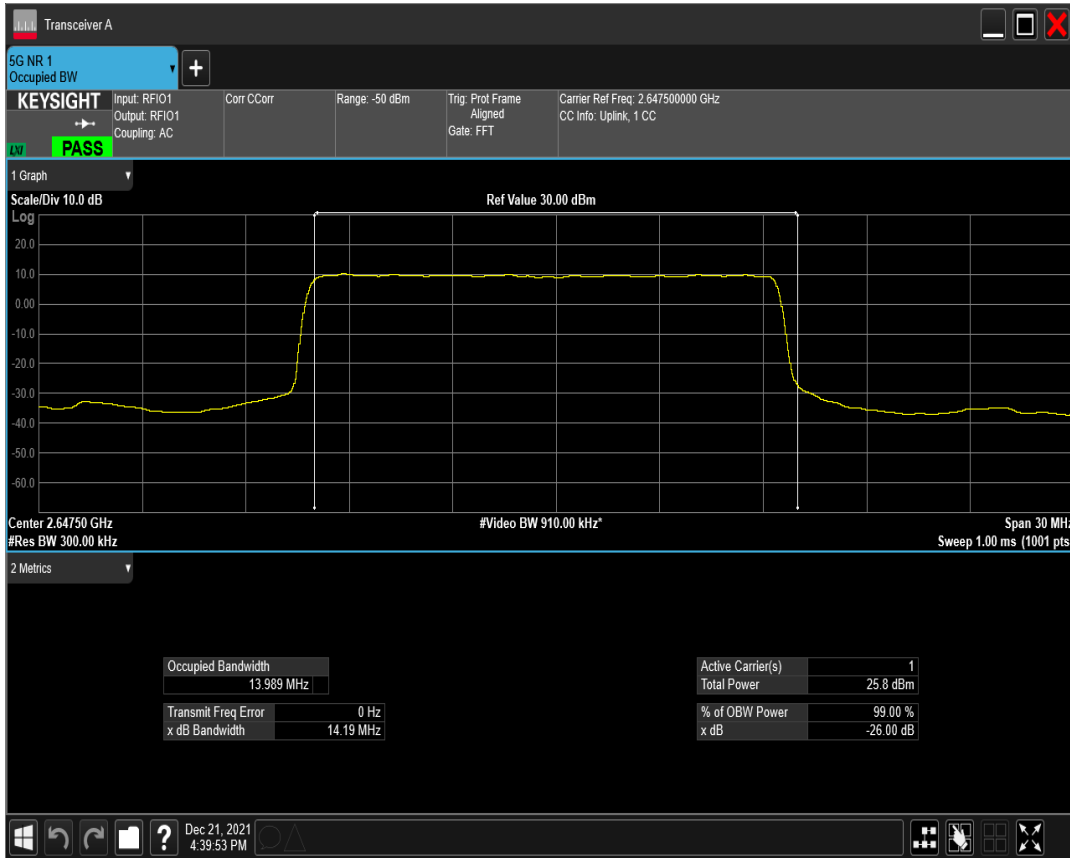 Transceiver A
5G NR 1
Occupied BW
KEYSIGHT
Input: RFIO1
Output: RFIO1
Coupling: AC
Corr CCorr
Range: -50 dBm
Trig: Prot Frame
Aligned
Gate: FFT
Carrier Ref Freq: 2.647500000 GHz
CC Info: Uplink, 1 CC
LXI
PASS
1 Graph
Scale/Div 10.0 dB
Ref Value 30.00 dBm
Log
20.0
10.0
0.00
-10.0
-20.0
-30.0
-40.0
-50.0
-60.0
Center 2.64750 GHz
#Video BW 910.00 kHz*
Span 30 MHz
#Res BW 300.00 kHz
Sweep 1.00 ms (1001 pts
2 Metrics
Occupied Bandwidth
13.989 MHz
Transmit Freq Error 0 Hz
x dB Bandwidth 14.19 MHz
Active Carrier(s) 1
Total Power 25.8 dBm
% of OBW Power 99.00 %
x dB -26.00 dB
?
Dec 21, 2021
4:39:53 PM